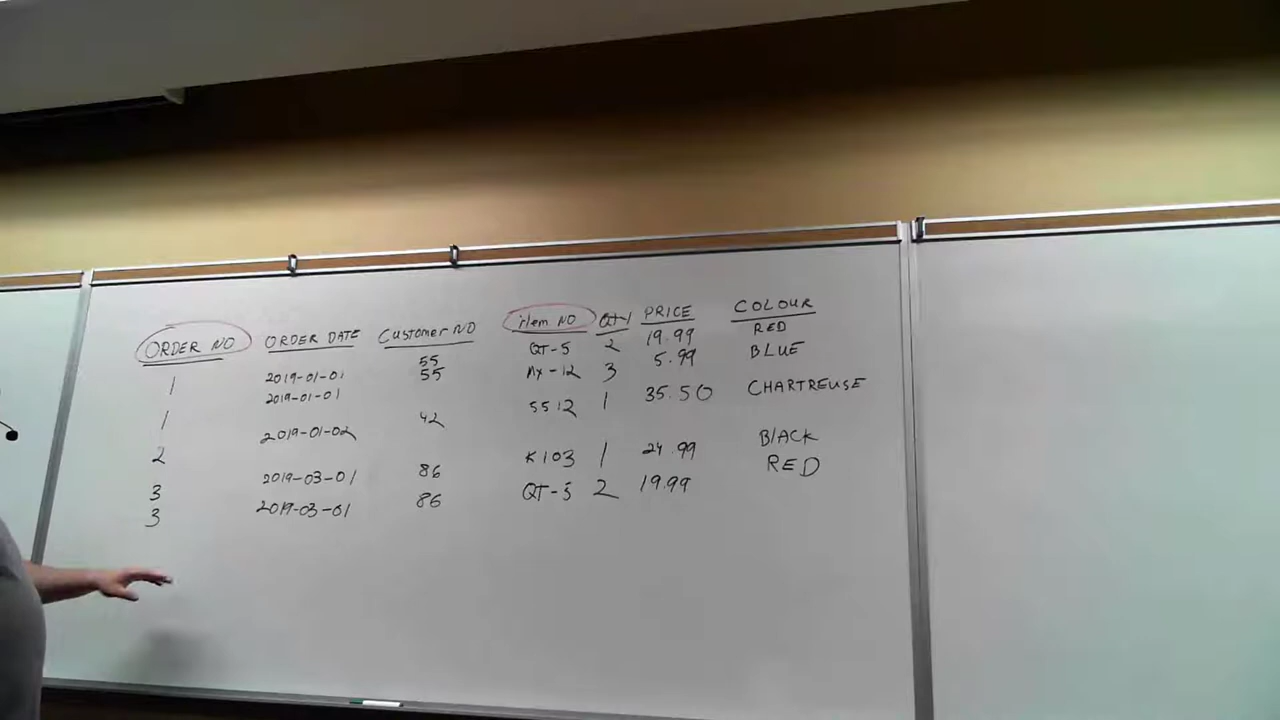 ORDER NO ORDER DATE Customer NO item NO QTY PRICE COLOUR
1 2019-01-01 55 QT-5 2 19.99 RED
1 2019-01-01 55 NX-12 3 5.99 BLUE
2 2019-01-02 42 5512 1 35.50 CHARTREUSE
3 2019-03-01 86 K103 1 24.99 BLACK
3 2019-03-01 86 QT-5 2 19.99 RED